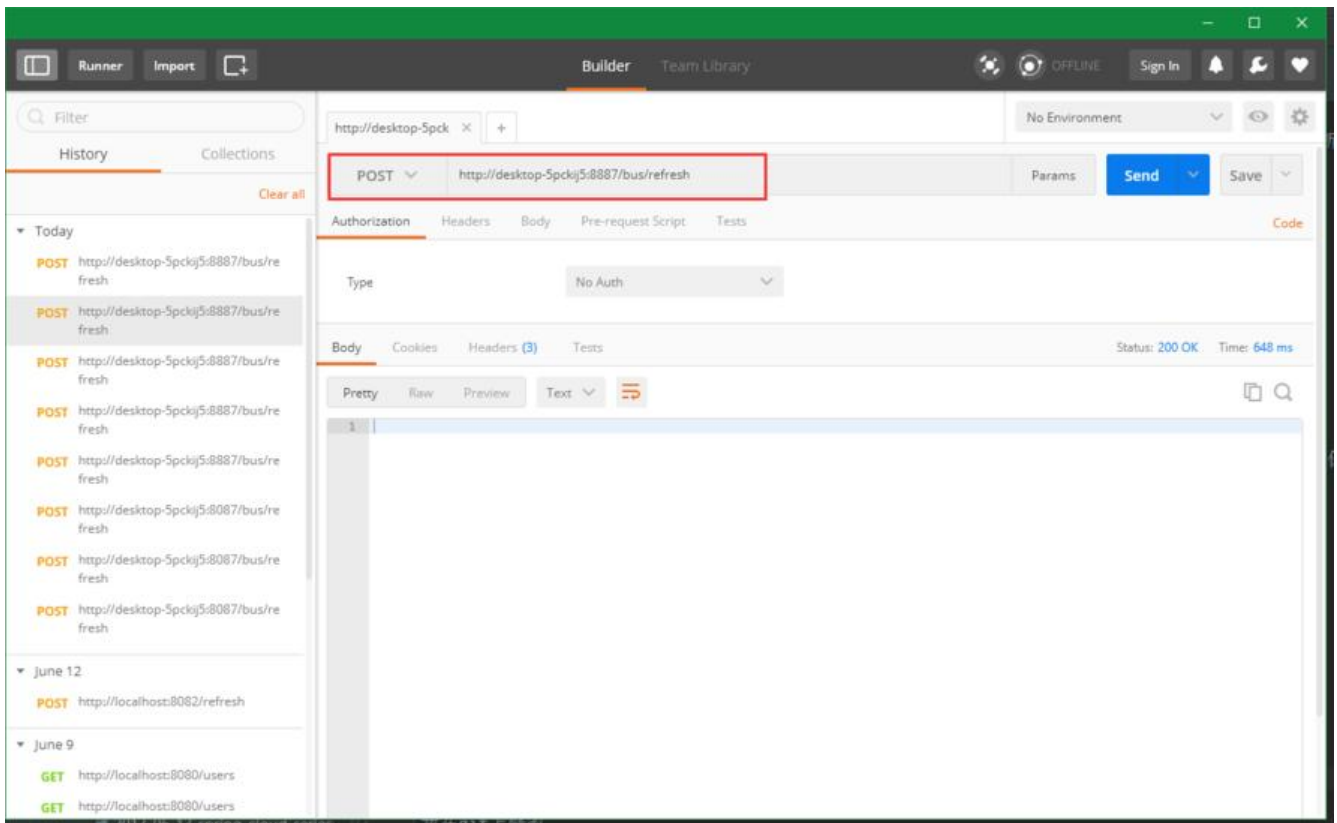 Runner
Import
Builder
Team Library
OFFLINE
Sign In
Filter
History
Collections
Clear all
Today
POST http://desktop-5pckij5:8887/bus/re
fresh
POST http://desktop-5pckij5:8887/bus/re
fresh
POST http://desktop-5pckij5:8887/bus/re
fresh
POST http://desktop-5pckij5:8887/bus/re
fresh
POST http://desktop-5pckij5:8887/bus/re
fresh
POST http://desktop-5pckij5:8087/bus/re
fresh
POST http://desktop-5pckij5:8087/bus/re
fresh
POST http://desktop-5pckij5:8087/bus/re
fresh
June 12
POST http://localhost:8082/refresh
June 9
GET http://localhost:8080/users
GET http://localhost:8080/users
http://desktop-5pck
No Environment
POST
http://desktop-5pckij5:8887/bus/refresh
Params
Send
Save
Authorization
Headers
Body
Pre-request Script
Tests
Code
Type
No Auth
Body
Cookies
Headers (3)
Tests
Status: 200 OK
Time: 648 ms
Pretty
Raw
Preview
Text
1